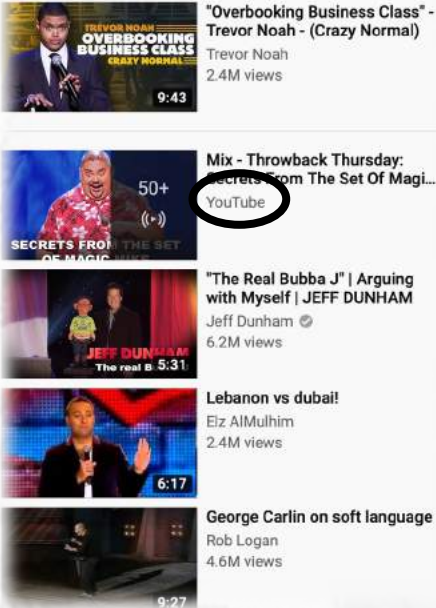 TREVOR NOAH
OVERBOOKING
BUSINESS CLASS
CRAZY NORMAL
9:43
"Overbooking Business Class" -
Trevor Noah - (Crazy Normal)
Trevor Noah
2.4M views
50+
SECRETS FROM THE SET
OF MAGIC MIKE
Mix - Throwback Thursday:
Secrets From The Set Of Magi...
YouTube
JEFF DUNHAM
The real B
5:31
"The Real Bubba J" | Arguing
with Myself | JEFF DUNHAM
Jeff Dunham
6.2M views
6:17
Lebanon vs dubai!
Elz AlMulhim
2.4M views
9:27
George Carlin on soft language
Rob Logan
4.6M views